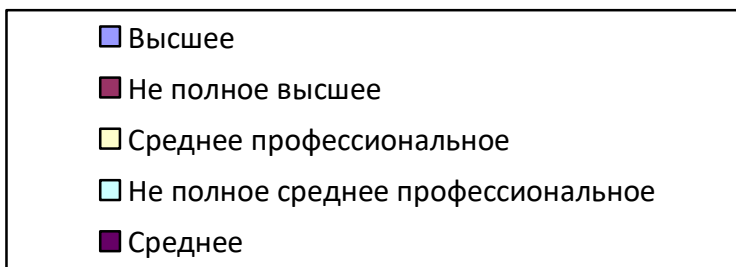 Высшее
Не полное высшее
Среднее профессиональное
Не полное среднее профессиональное
Среднее